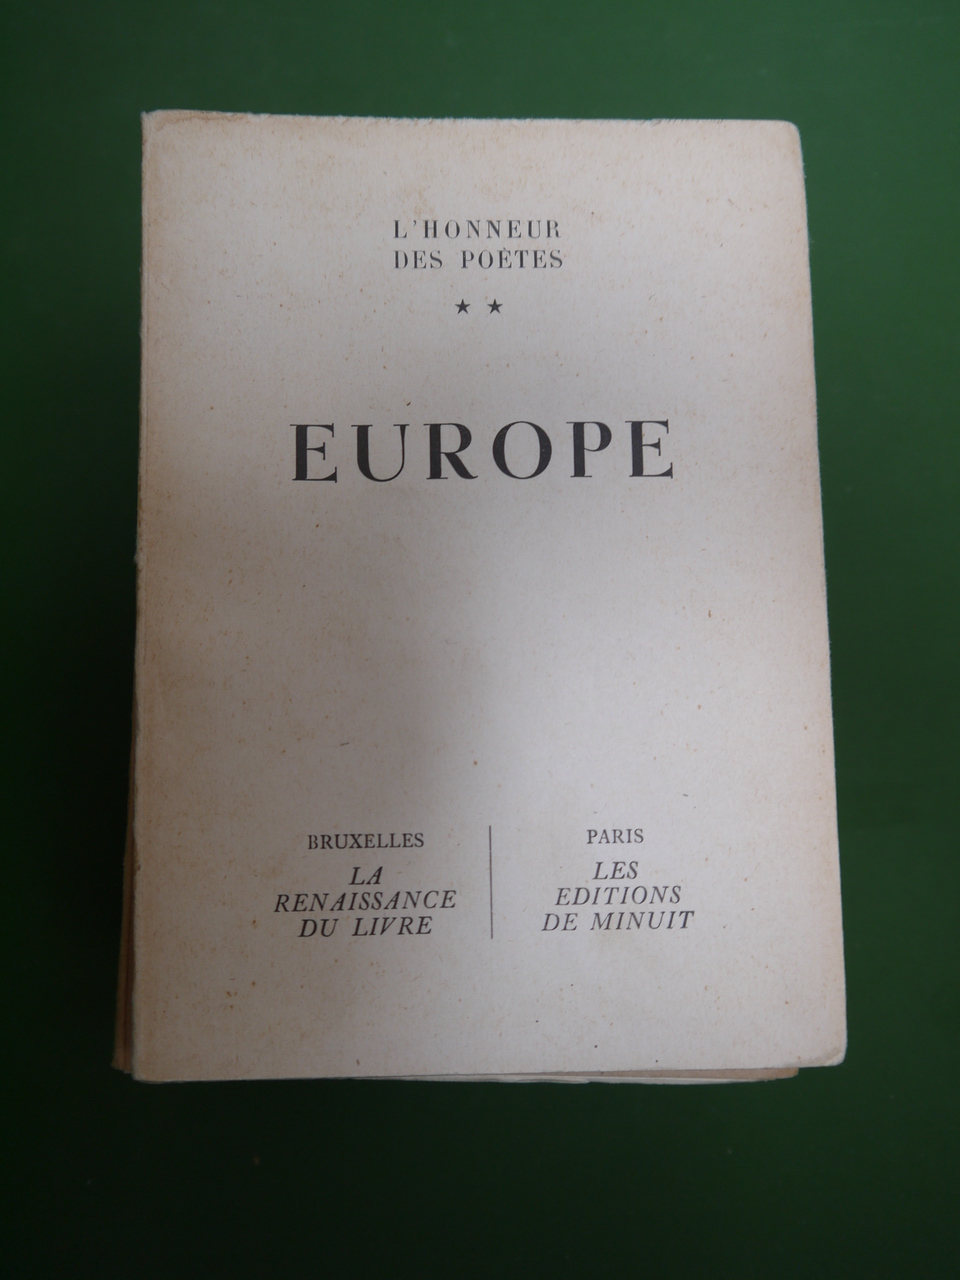 L'HONNEUR
DES POÈTES
★ ★
EUROPE
BRUXELLES
LA
RENAISSANCE
DU LIVRE
PARIS
LES
EDITIONS
DE MINUIT